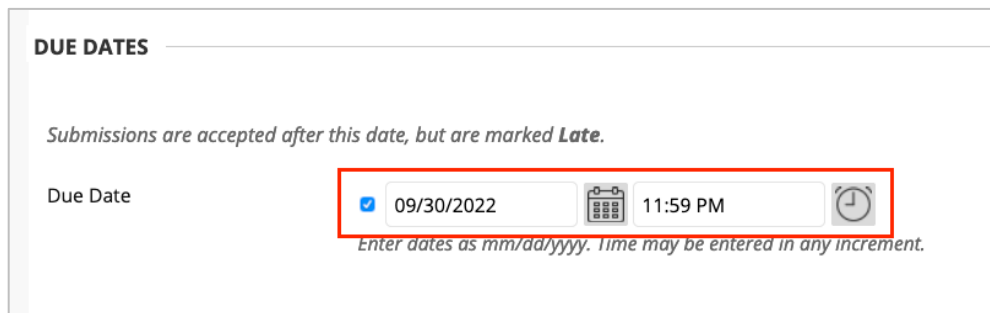 DUE DATES
Submissions are accepted after this date, but are marked Late.
Due Date 09/30/2022 11:59 PM
Enter dates as mm/dd/yyyy. Time may be entered in any increment.